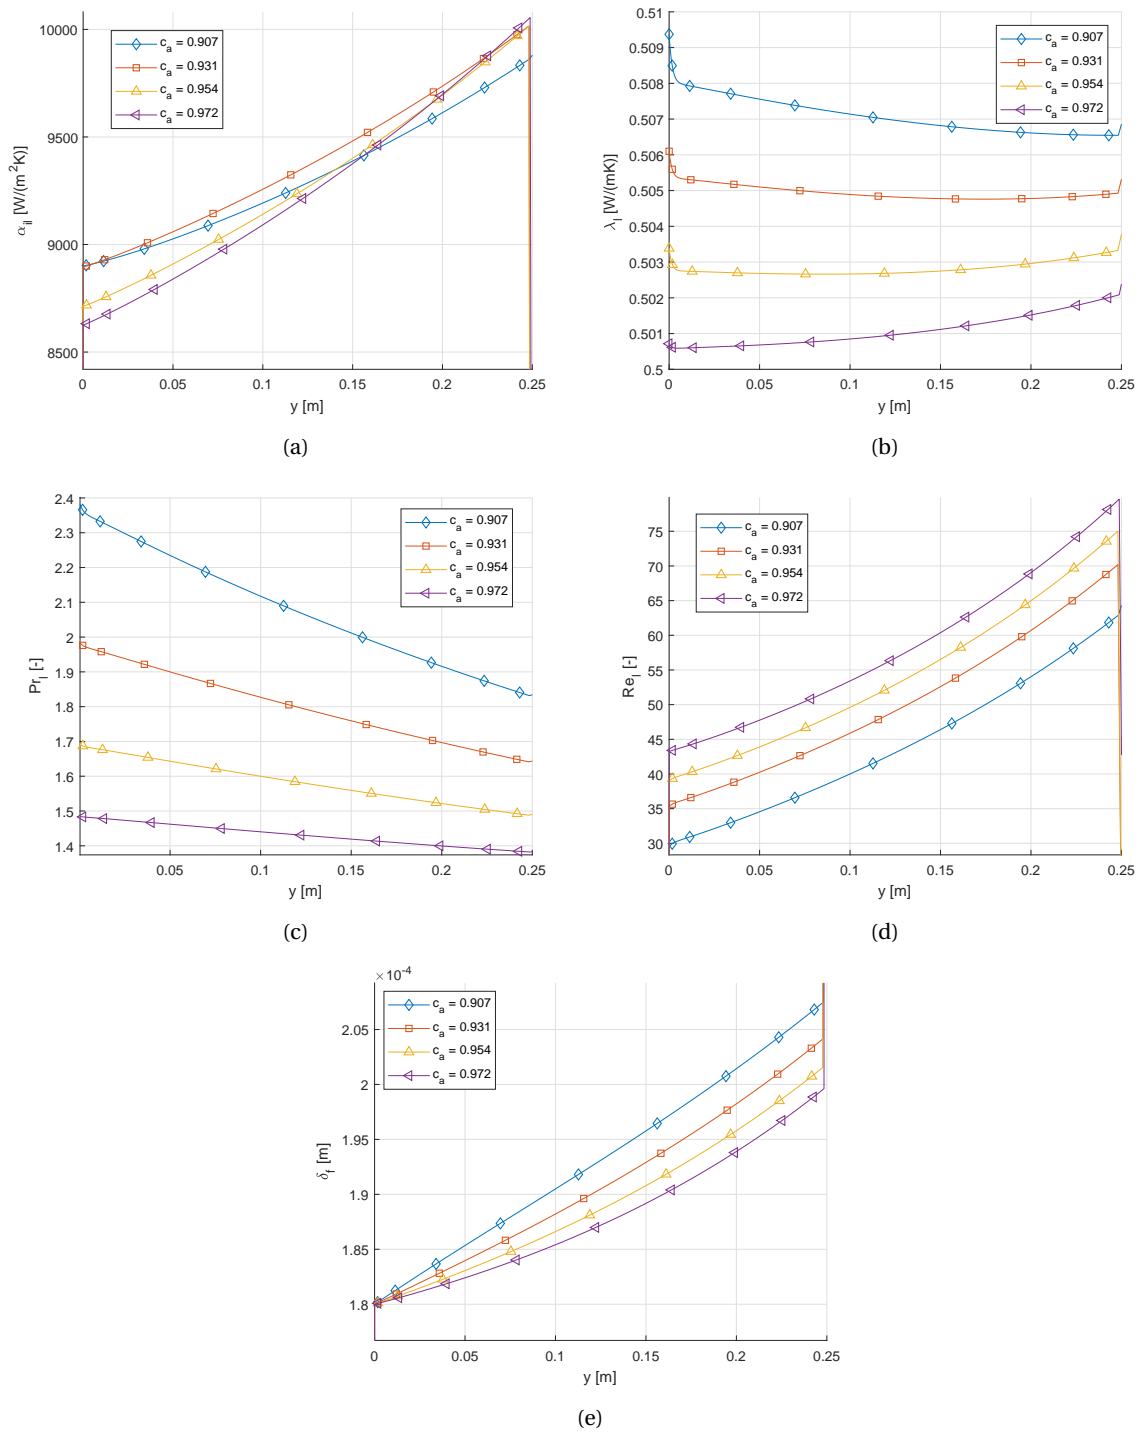 10000
9500
9000
8500
α_il [W/(m^2K)]
c_a = 0.907
c_a = 0.931
c_a = 0.954
c_a = 0.972
0 0.05 0.1 0.15 0.2 0.25
y [m]
(a)
0.51
0.509
0.508
0.507
0.506
0.505
0.504
0.503
0.502
0.501
0.5
λ_l [W/(mK)]
c_a = 0.907
c_a = 0.931
c_a = 0.954
c_a = 0.972
0 0.05 0.1 0.15 0.2 0.25
y [m]
(b)
2.4
2.3
2.2
2.1
2
1.9
1.8
1.7
1.6
1.5
1.4
Pr_l [-]
c_a = 0.907
c_a = 0.931
c_a = 0.954
c_a = 0.972
0.05 0.1 0.15 0.2 0.25
y [m]
(c)
75
70
65
60
55
50
45
40
35
30
Re_l [-]
c_a = 0.907
c_a = 0.931
c_a = 0.954
c_a = 0.972
0 0.05 0.1 0.15 0.2 0.25
y [m]
(d)
×10^-4
2.05
2
1.95
1.9
1.85
1.8
δ_f [m]
c_a = 0.907
c_a = 0.931
c_a = 0.954
c_a = 0.972
0 0.05 0.1 0.15 0.2 0.25
y [m]
(e)